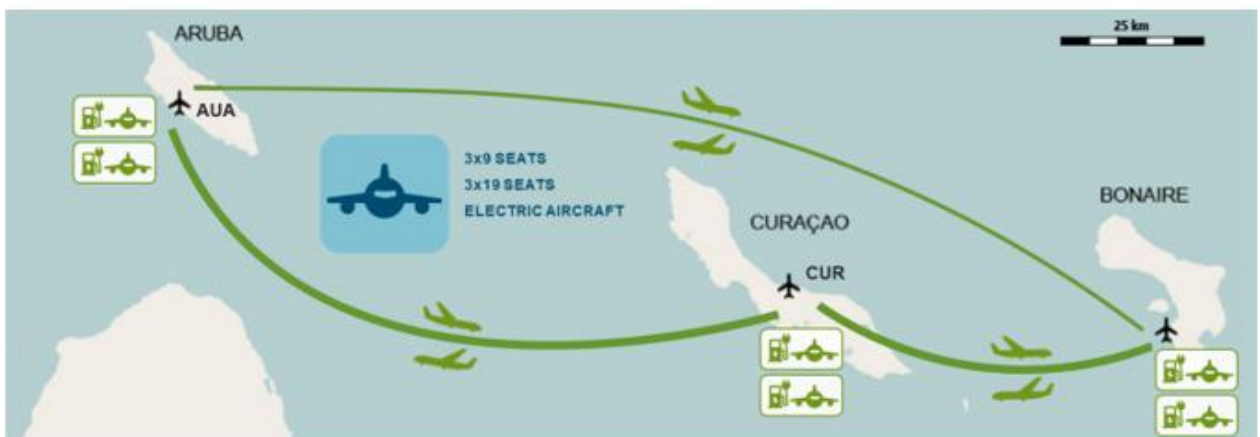 ARUBA
25 km
AUA
3x9 SEATS
3x19 SEATS
ELECTRIC AIRCRAFT
BONAIRE
CURAÇAO
CUR